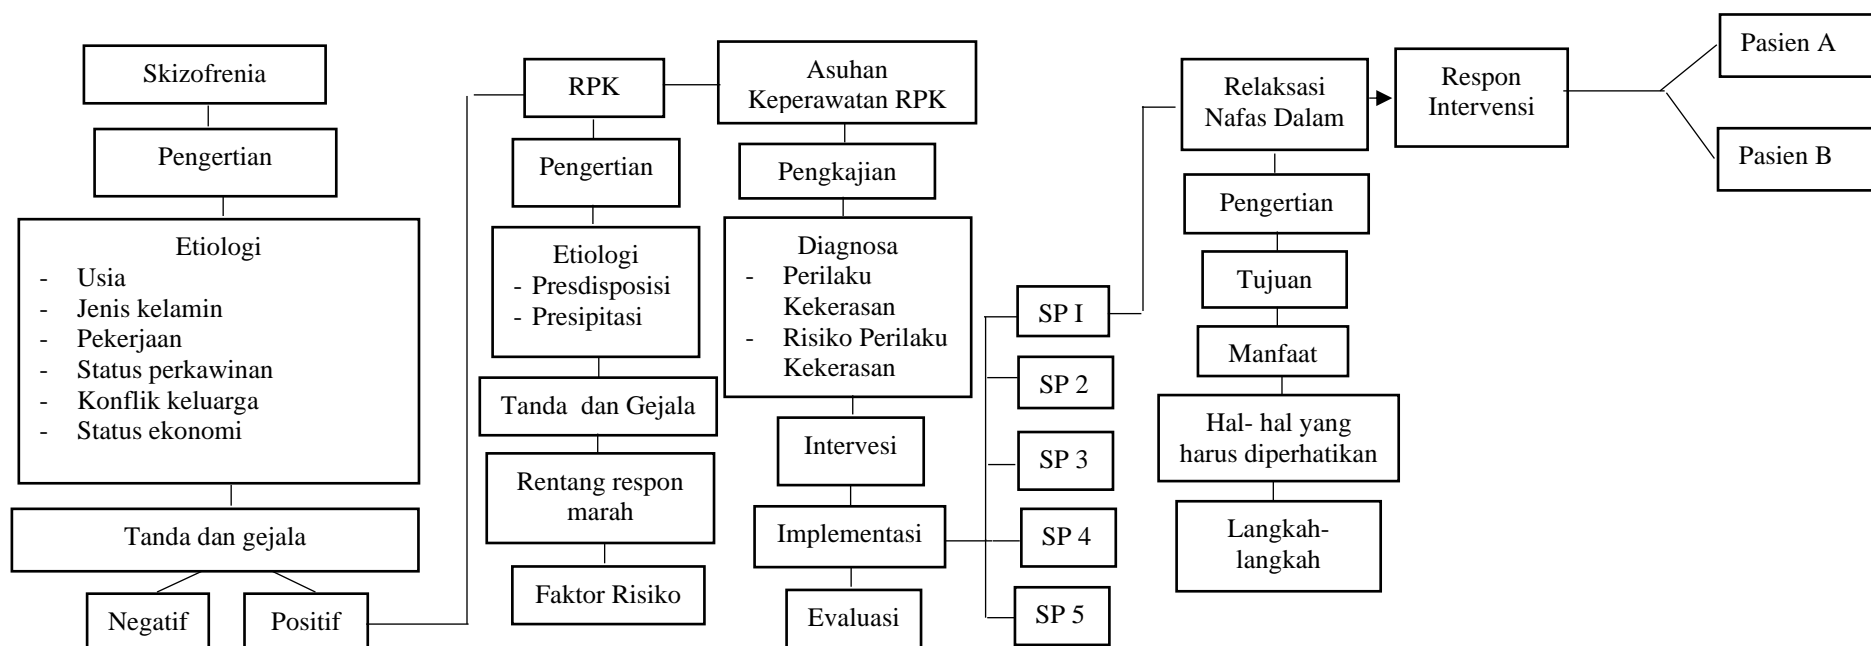 Skizofrenia
Pengertian
Etiologi
- Usia
- Jenis kelamin
- Pekerjaan
- Status perkawinan
- Konflik keluarga
- Status ekonomi
Tanda dan gejala
Negatif
Positif
RPK
Pengertian
Etiologi
- Presdisposisi
- Presipitasi
Tanda dan Gejala
Rentang respon
marah
Faktor Risiko
Asuhan
Keperawatan RPK
Pengkajian
Diagnosa
- Perilaku
Kekerasan
- Risiko Perilaku
Kekerasan
Intervesi
Implementasi
Evaluasi
SP I
SP 2
SP 3
SP 4
SP 5
Relaksasi
Nafas Dalam
Pengertian
Tujuan
Manfaat
Hal- hal yang
harus diperhatikan
Langkah-
langkah
Respon
Intervensi
Pasien A
Pasien B